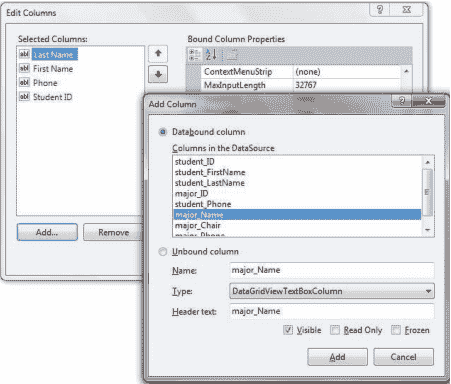 Edit Columns
Selected Columns:
Last Name
First Name
Phone
Student ID
Add...
Remove
Bound Column Properties
ContextMenuStrip (none)
MaxInputLength 32767
Add Column
Databound column
Columns in the DataSource
student_ID
student_FirstName
student_LastName
major_ID
student_Phone
major_Name
major_Chair
major_Phone
Unbound column
Name: major_Name
Type: DataGridViewTextBoxColumn
Header text: major_Name
Visible Read Only Frozen
Add Cancel